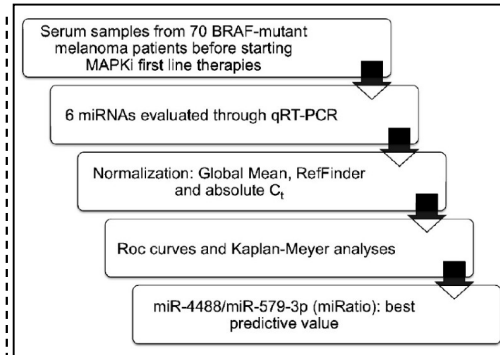 Serum samples from 70 BRAF-mutant
melanoma patients before starting
MAPKi first line therapies
6 miRNAs evaluated through qRT-PCR
Normalization: Global Mean, RefFinder
and absolute Ct
Roc curves and Kaplan-Meyer analyses
miR-4488/miR-579-3p (miRatio): best
predictive value